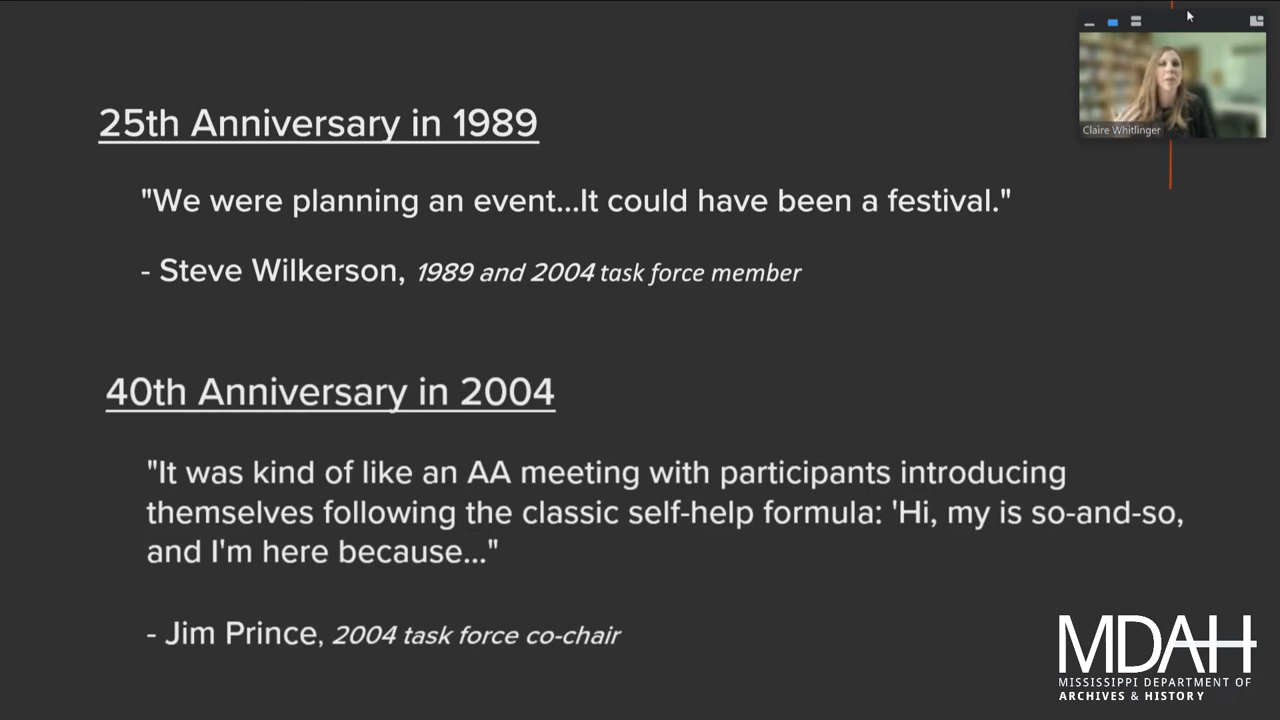 Claire Whitlinger
25th Anniversary in 1989
"We were planning an event...It could have been a festival."
- Steve Wilkerson, 1989 and 2004 task force member
40th Anniversary in 2004
"It was kind of like an AA meeting with participants introducing
themselves following the classic self-help formula: 'Hi, my is so-and-so,
and I'm here because..."
- Jim Prince, 2004 task force co-chair
MDAH
MISSISSIPPI DEPARTMENT OF
ARCHIVES & HISTORY